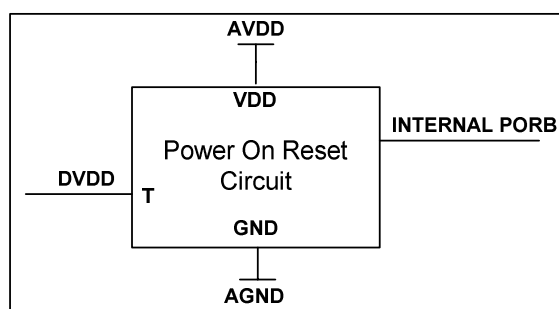 AVDD
VDD
INTERNAL PORB
Power On Reset
Circuit
DVDD
T
GND
AGND